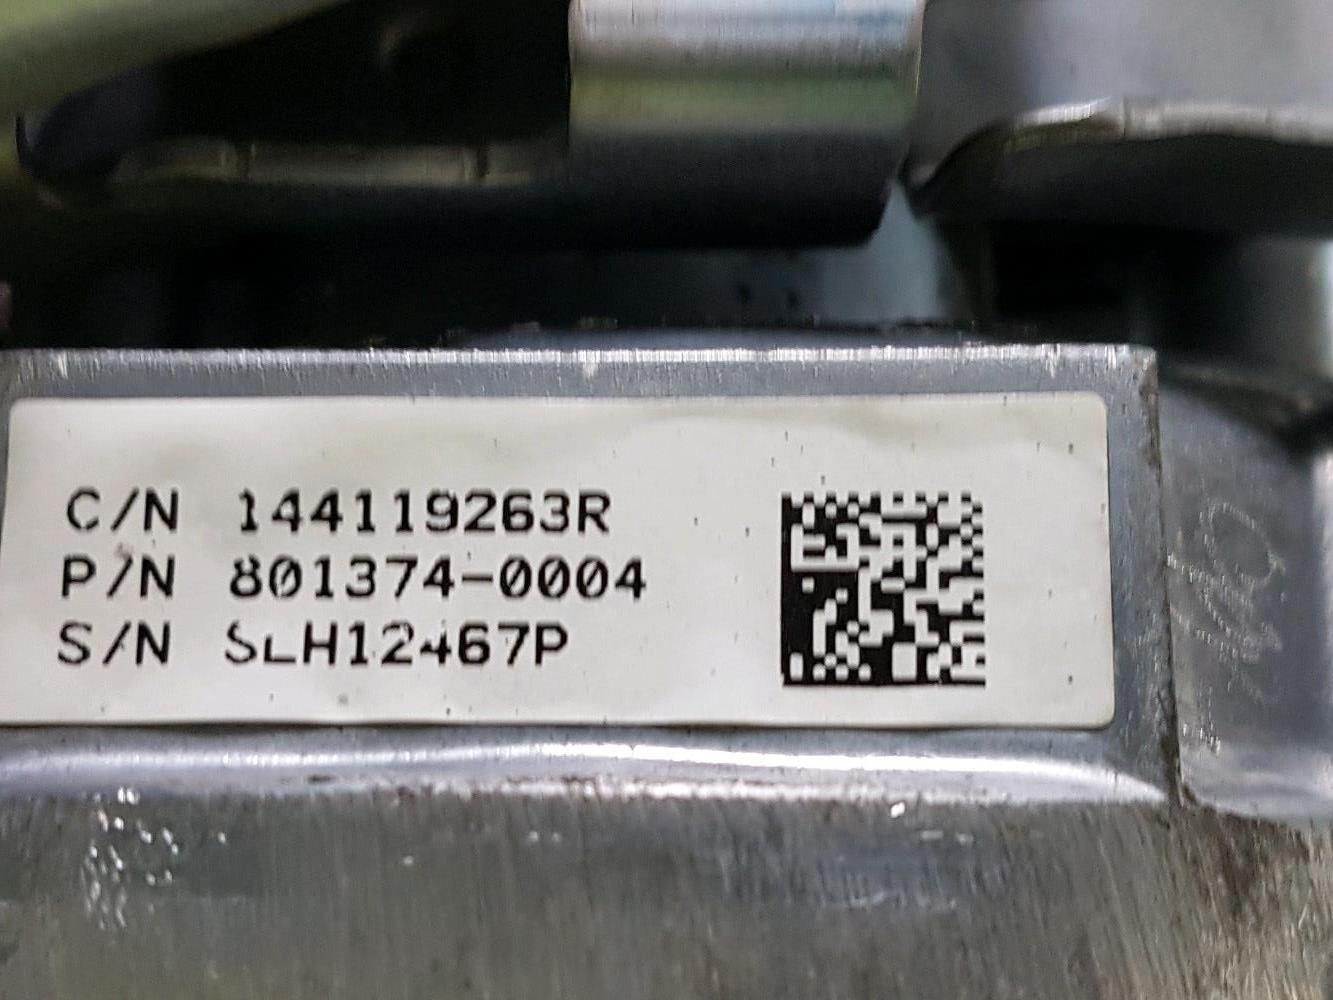 C/N 144119263R
P/N 801374-0004
S/N SLH12467P